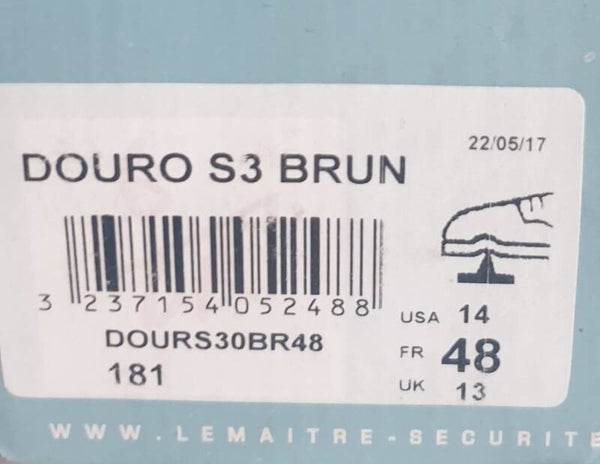 22/05/17
DOURO S3 BRUN
3 237154 052488
DOURS30BR48
181
USA 14
FR 48
UK 13
WWW.LEMAITRE-SECURITE